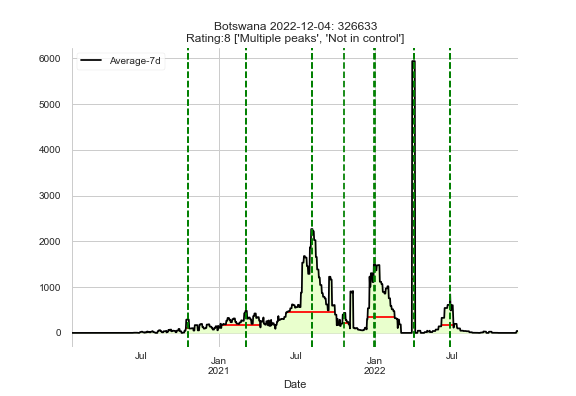 Botswana 2022-12-04: 326633
Rating:8 ['Multiple peaks', 'Not in control']
Average-7d
6000
5000
4000
3000
2000
1000
0
Jul
Jan
2021
Jul
Jan
2022
Jul
Date